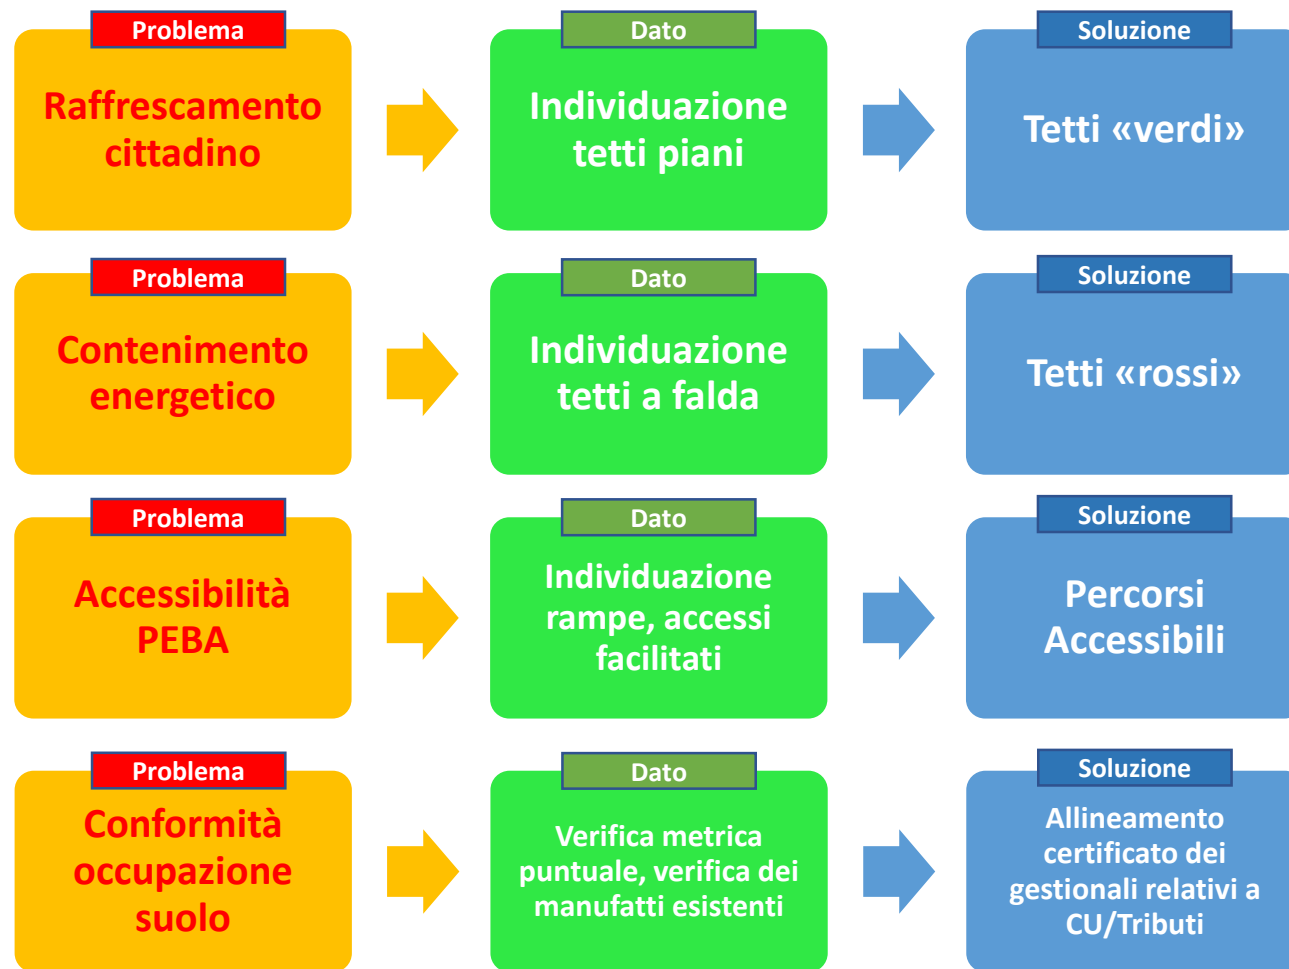 Problema
Raffrescamento
cittadino
Dato
Individuazione
tetti piani
Soluzione
Tetti «verdi»
Problema
Contenimento
energetico
Dato
Individuazione
tetti a falda
Soluzione
Tetti «rossi»
Problema
Accessibilità
PEBA
Dato
Individuazione
rampe, accessi
facilitati
Soluzione
Percorsi
Accessibili
Problema
Conformità
occupazione
suolo
Dato
Verifica metrica
puntuale, verifica dei
manufatti esistenti
Soluzione
Allineamento
certificato dei
gestionali relativi a
CU/Tributi